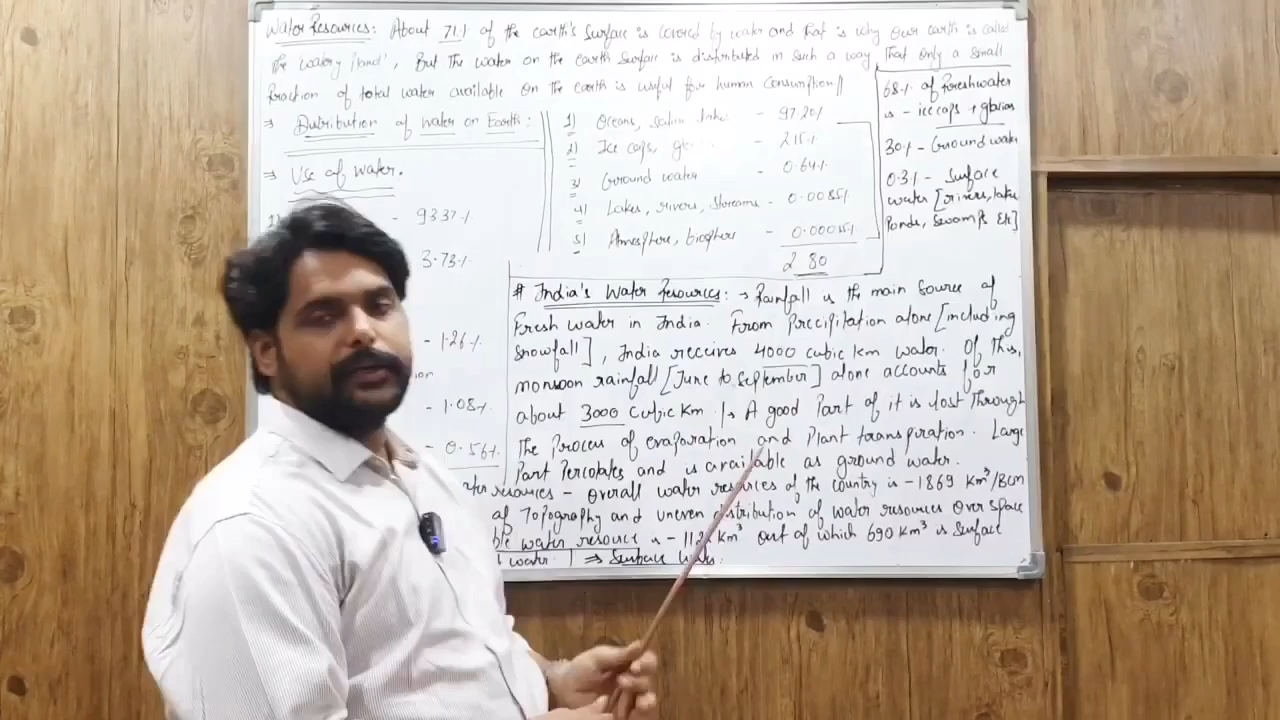 Water Resources: About 71% of the earth's surface is covered by water and that is why our earth is called
the watery planet', But the water on the earth surface is distributed in such a way, that only a small
fraction of total water available on the earth is useful for human consumption//
⇒ Distribution of water on Earth:
⇒ Use of water.
- 93.37%
3.73%
- 1.26%
ion
- 1.08%
- 0.56%
1) Oceans, saline lakes - 97.20%
2) Ice caps, - 2.15%
3) Ground water - 0.64%
4) Lakes, rivers, streams - 0.0085%
5) Atmosphere, biosphere - 0.0005%
2 80
68% of freshwater
is - ice caps + glaciers
30% - Ground water
0.3% - Surface
water [rivers, lake
Ponds, Swamps Etc]
# India's Water Resources: → Rainfall is the main source of
Fresh water in India. From Precipitation alone [including
snowfall], India receives 4000 cubic km water. Of this,
monsoon rainfall [June to September] alone accounts for
about 3000 cubic Km. A good part of it is lost through
the process of evaporation and plant transpiration. Large
part percolates and is available as ground water.
ater resources - overall water resources of the country is - 1869 Km³/BCM
of Topography and uneven distribution of water resources over space
ble water resource is - Km³ out of which 690 Km³ is surface
water. ⇒ Surface Water.